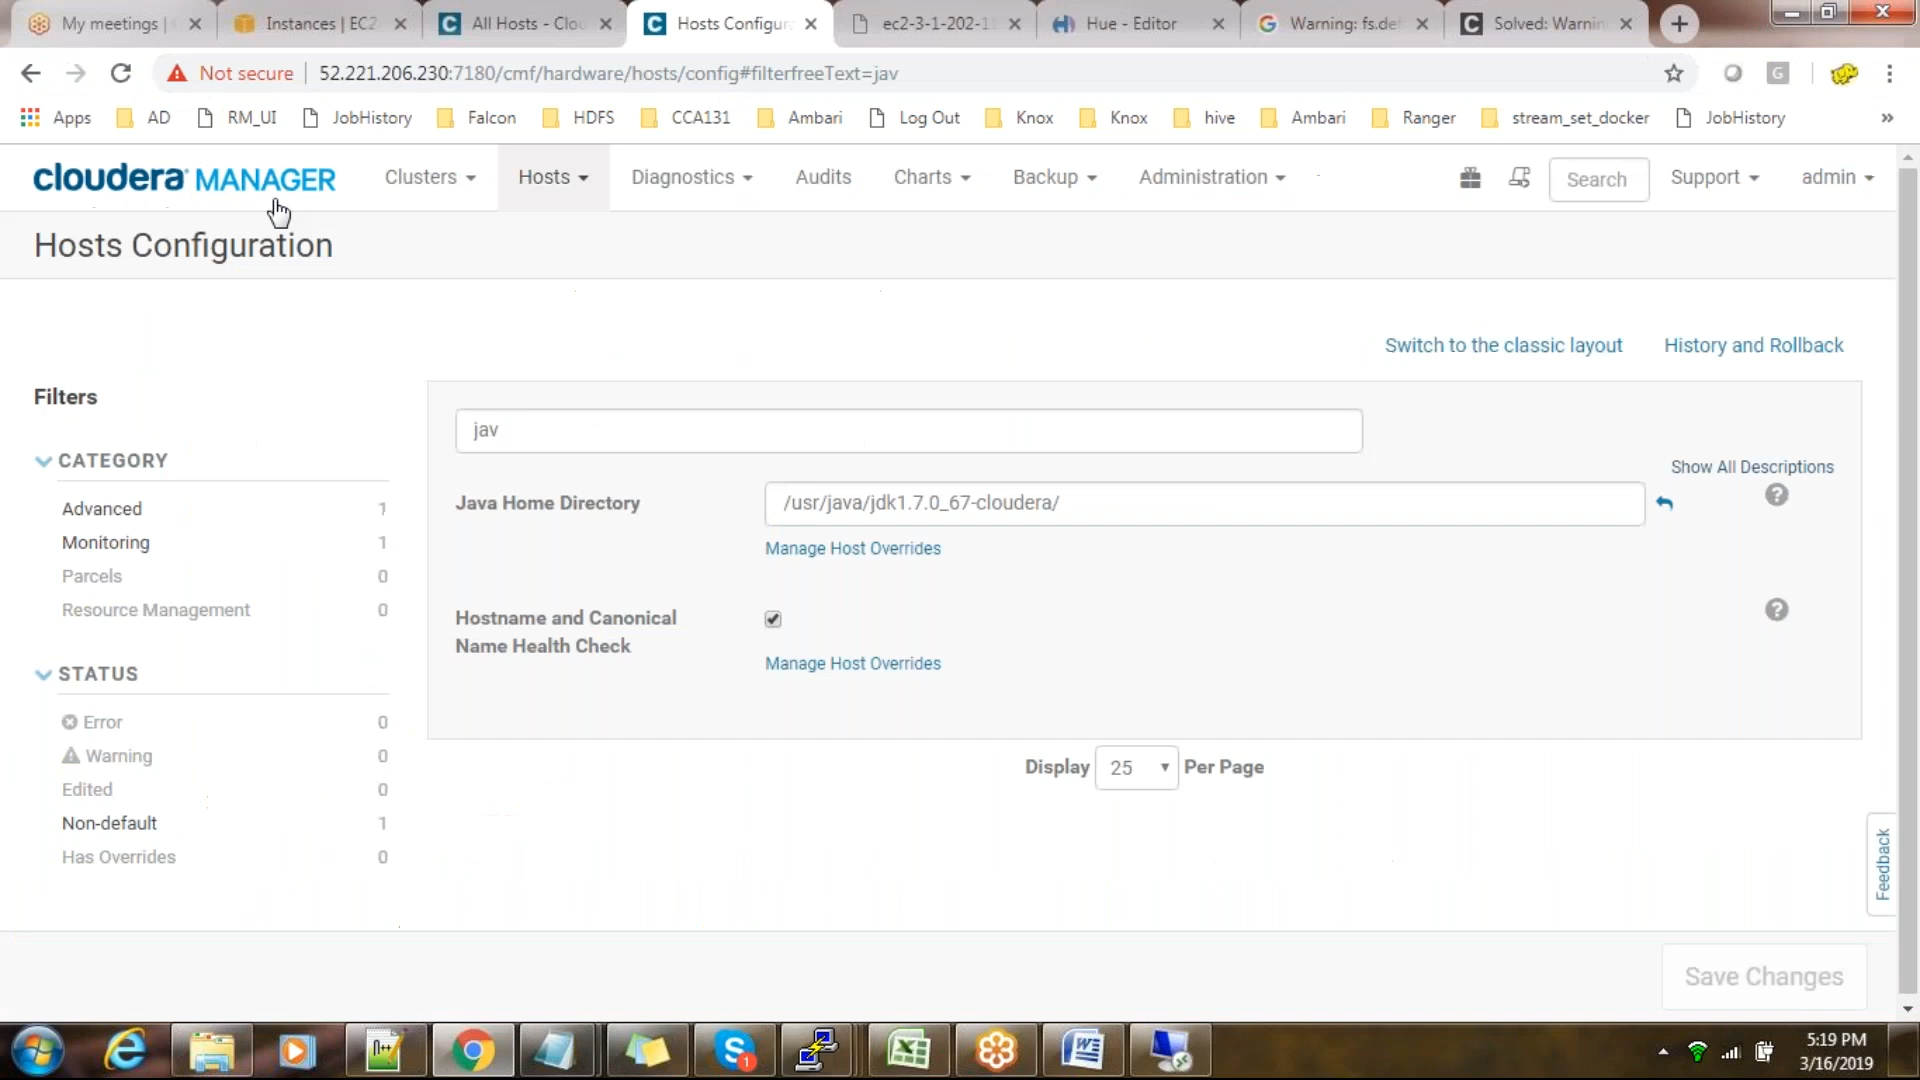 My meetings |
Instances | EC2
All Hosts - Clou
Hosts Configura
ec2-3-1-202-1
Hue - Editor
Warning: fs.def
Solved: Warnin
Not secure
52.221.206.230:7180/cmf/hardware/hosts/config#filterfreeText=jav
G
Apps
AD
RM_UI
JobHistory
Falcon
HDFS
CCA131
Ambari
Log Out
Knox
Knox
hive
Ambari
Ranger
stream_set_docker
JobHistory
»
cloudera MANAGER
Clusters
Hosts
Diagnostics
Audits
Charts
Backup
Administration
Search
Support
admin
Hosts Configuration
Switch to the classic layout
History and Rollback
Filters
jav
CATEGORY
Show All Descriptions
Advanced 1
Java Home Directory
/usr/java/jdk1.7.0_67-cloudera/
Monitoring 1
Manage Host Overrides
Parcels 0
Resource Management 0
Hostname and Canonical
Name Health Check
Manage Host Overrides
STATUS
Error 0
Warning 0
Display 25 Per Page
Edited 0
Non-default 1
Has Overrides 0
Feedback
Save Changes
5:19 PM
3/16/2019